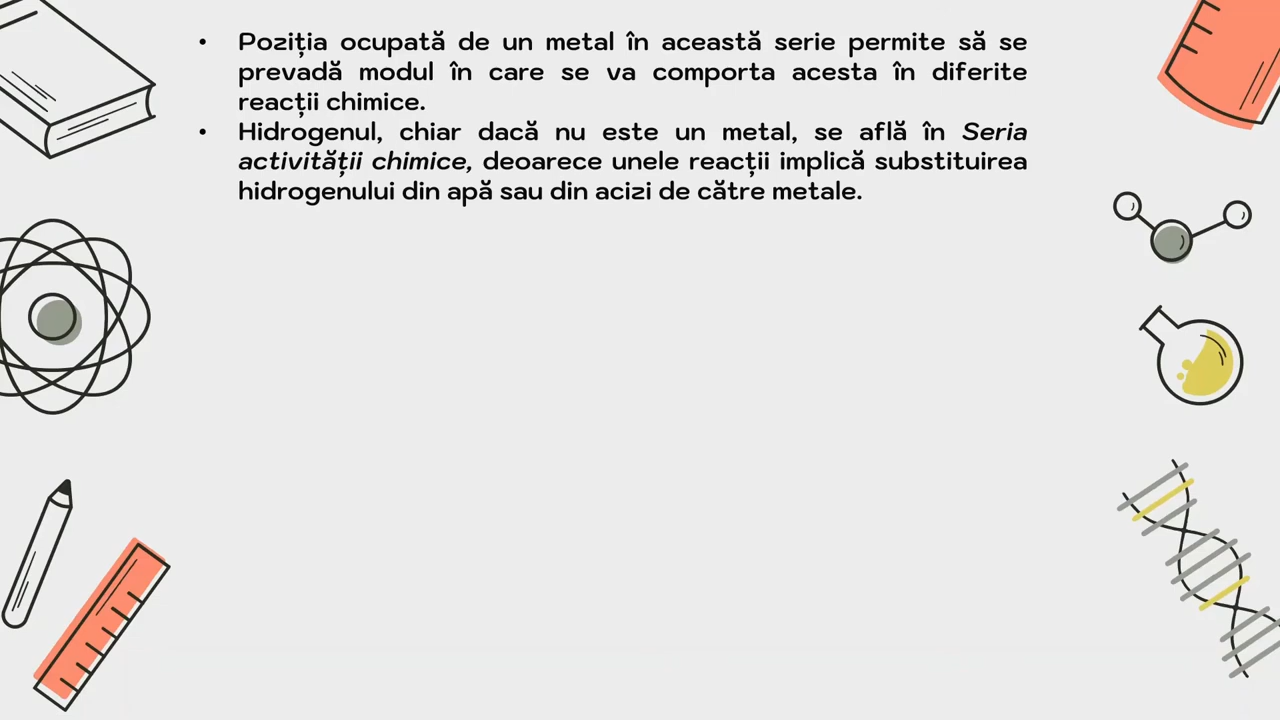 • Poziția ocupată de un metal în această serie permite să se
prevadă modul în care se va comporta acesta în diferite
reacții chimice.
• Hidrogenul, chiar dacă nu este un metal, se află în Seria
activității chimice, deoarece unele reacții implică substituirea
hidrogenului din apă sau din acizi de către metale.